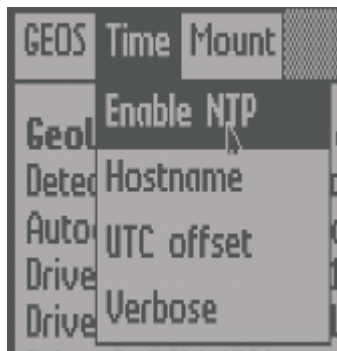 GEOS Time Mount
Enable NTP
Hostname
UTC offset
Verbose